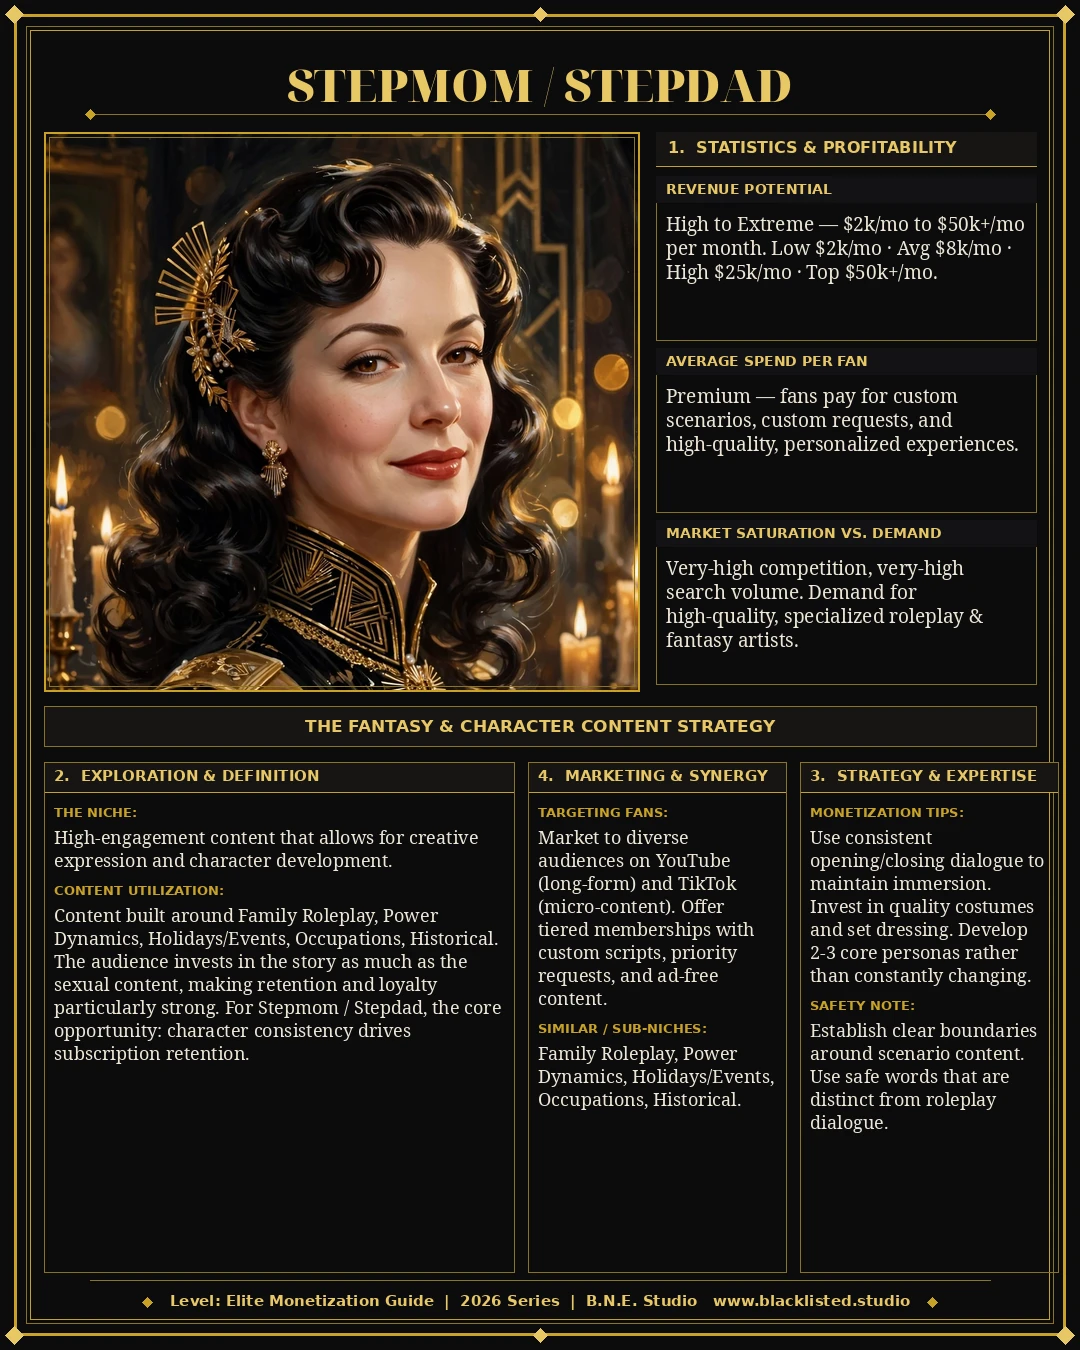 STEPMOM / STEPDAD
1. STATISTICS & PROFITABILITY
REVENUE POTENTIAL
High to Extreme — $2k/mo to $50k+/mo
per month. Low $2k/mo · Avg $8k/mo ·
High $25k/mo · Top $50k+/mo.
AVERAGE SPEND PER FAN
Premium — fans pay for custom
scenarios, custom requests, and
high-quality, personalized experiences.
MARKET SATURATION VS. DEMAND
Very-high competition, very-high
search volume. Demand for
high-quality, specialized roleplay &
fantasy artists.
THE FANTASY & CHARACTER CONTENT STRATEGY
2. EXPLORATION & DEFINITION
THE NICHE:
High-engagement content that allows for creative
expression and character development.
CONTENT UTILIZATION:
Content built around Family Roleplay, Power
Dynamics, Holidays/Events, Occupations, Historical.
The audience invests in the story as much as the
sexual content, making retention and loyalty
particularly strong. For Stepmom / Stepdad, the core
opportunity: character consistency drives
subscription retention.
4. MARKETING & SYNERGY
TARGETING FANS:
Market to diverse
audiences on YouTube
(long-form) and TikTok
(micro-content). Offer
tiered memberships with
custom scripts, priority
requests, and ad-free
content.
SIMILAR / SUB-NICHES:
Family Roleplay, Power
Dynamics, Holidays/Events,
Occupations, Historical.
3. STRATEGY & EXPERTISE
MONETIZATION TIPS:
Use consistent
opening/closing dialogue to
maintain immersion.
Invest in quality costumes
and set dressing. Develop
2-3 core personas rather
than constantly changing.
SAFETY NOTE:
Establish clear boundaries
around scenario content.
Use safe words that are
distinct from roleplay
dialogue.
Level: Elite Monetization Guide | 2026 Series | B.N.E. Studio www.blacklisted.studio